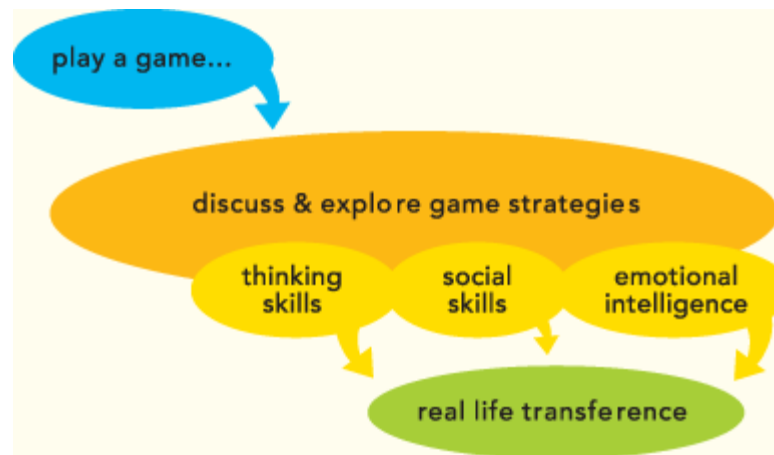 play a game...
discuss & explore game strategies
thinking
skills
social
skills
emotional
intelligence
real life transference